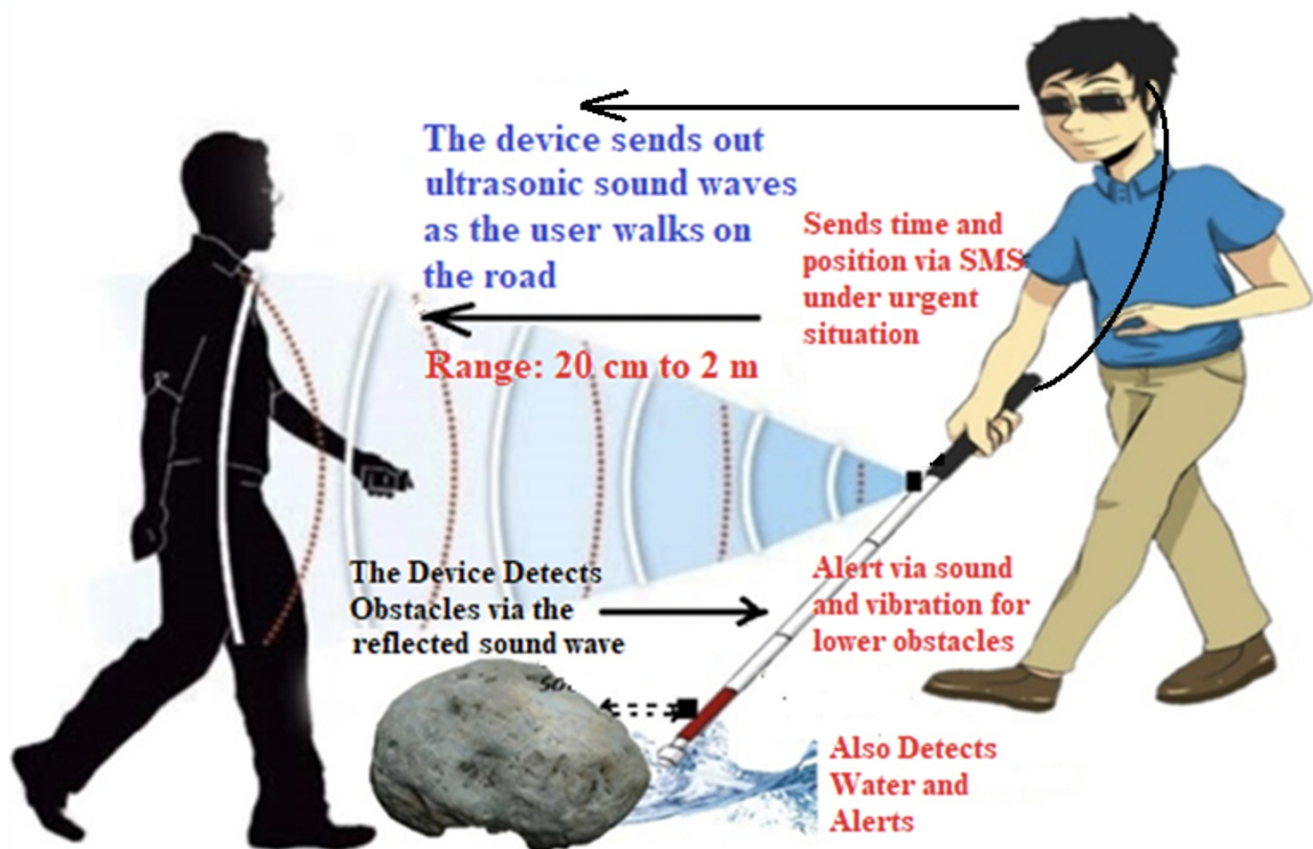 The device sends out
ultrasonic sound waves
as the user walks on
the road
Sends time and
position via SMS
under urgent
situation
Range: 20 cm to 2 m
The Device Detects
Obstacles via the
reflected sound wave
Alert via sound
and vibration for
lower obstacles
Also Detects
Water and
Alerts